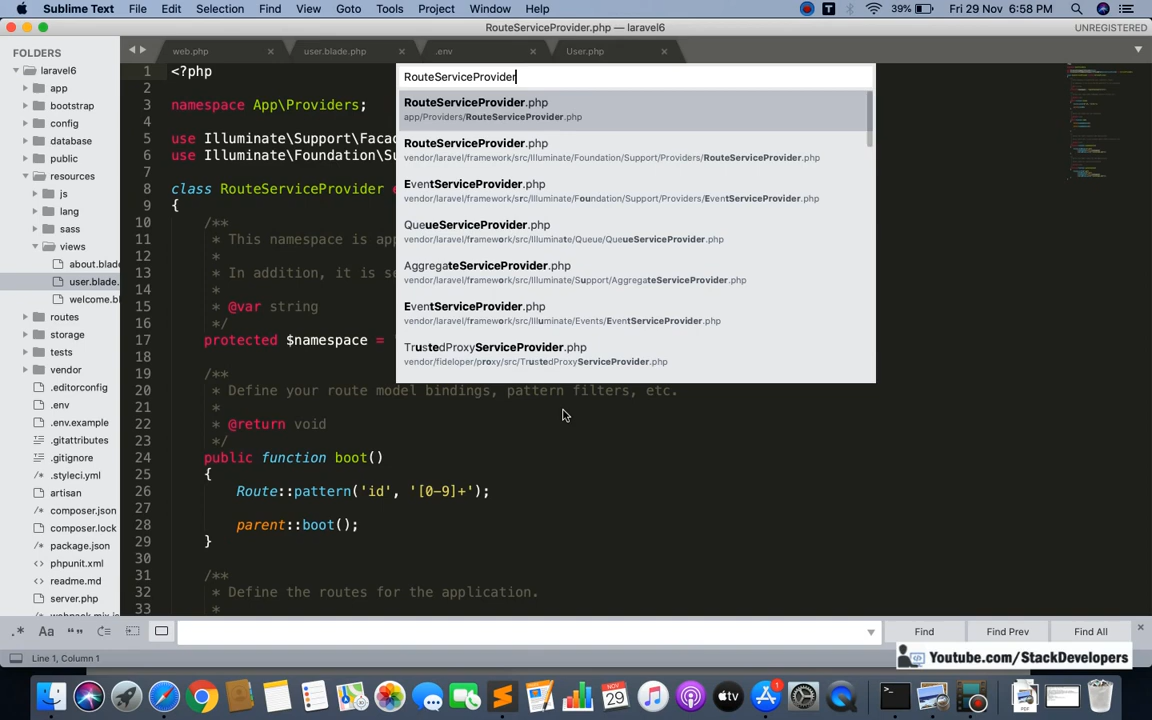 Sublime Text File Edit Selection Find View Goto Tools Project Window Help 39% Fri 29 Nov 6:58 PM
RouteServiceProvider.php — laravel6 UNREGISTERED
FOLDERS
laravel6
app
bootstrap
config
database
public
resources
js
lang
sass
views
about.blade
user.blade.
welcome.bl
routes
storage
tests
vendor
.editorconfig
.env
.env.example
.gitattributes
.gitignore
.styleci.yml
artisan
composer.json
composer.lock
package.json
phpunit.xml
readme.md
server.php
webpack.mix.js
web.php × user.blade.php × .env × User.php ×
RouteServiceProvider
RouteServiceProvider.php
app/Providers/RouteServiceProvider.php
RouteServiceProvider.php
vendor/laravel/framework/src/Illuminate/Foundation/Support/Providers/RouteServiceProvider.php
EventServiceProvider.php
vendor/laravel/framework/src/Illuminate/Foundation/Support/Providers/EventServiceProvider.php
QueueServiceProvider.php
vendor/laravel/framework/src/Illuminate/Queue/QueueServiceProvider.php
AggregateServiceProvider.php
vendor/laravel/framework/src/Illuminate/Support/AggregateServiceProvider.php
EventServiceProvider.php
vendor/laravel/framework/src/Illuminate/Events/EventServiceProvider.php
TrustedProxyServiceProvider.php
vendor/fideloper/proxy/src/TrustedProxyServiceProvider.php
1 <?php
2
3 namespace App\Providers;
4
5 use Illuminate\Support\Facad
6 use Illuminate\Foundation\Su
7
8 class RouteServiceProvider e
9 {
10 /**
11 * This namespace is app
12 *
13 * In addition, it is se
14 *
15 * @var string
16 */
17 protected $namespace = '
18
19 /**
20 * Define your route model bindings, pattern filters, etc.
21 *
22 * @return void
23 */
24 public function boot()
25 {
26 Route::pattern('id', '[0-9]+');
27
28 parent::boot();
29 }
30
31 /**
32 * Define the routes for the application.
33 *
.* Aa “” Find Find Prev Find All ×
Line 1, Column 1
Youtube.com/StackDevelopers
NOV
29
tv
1
PDF